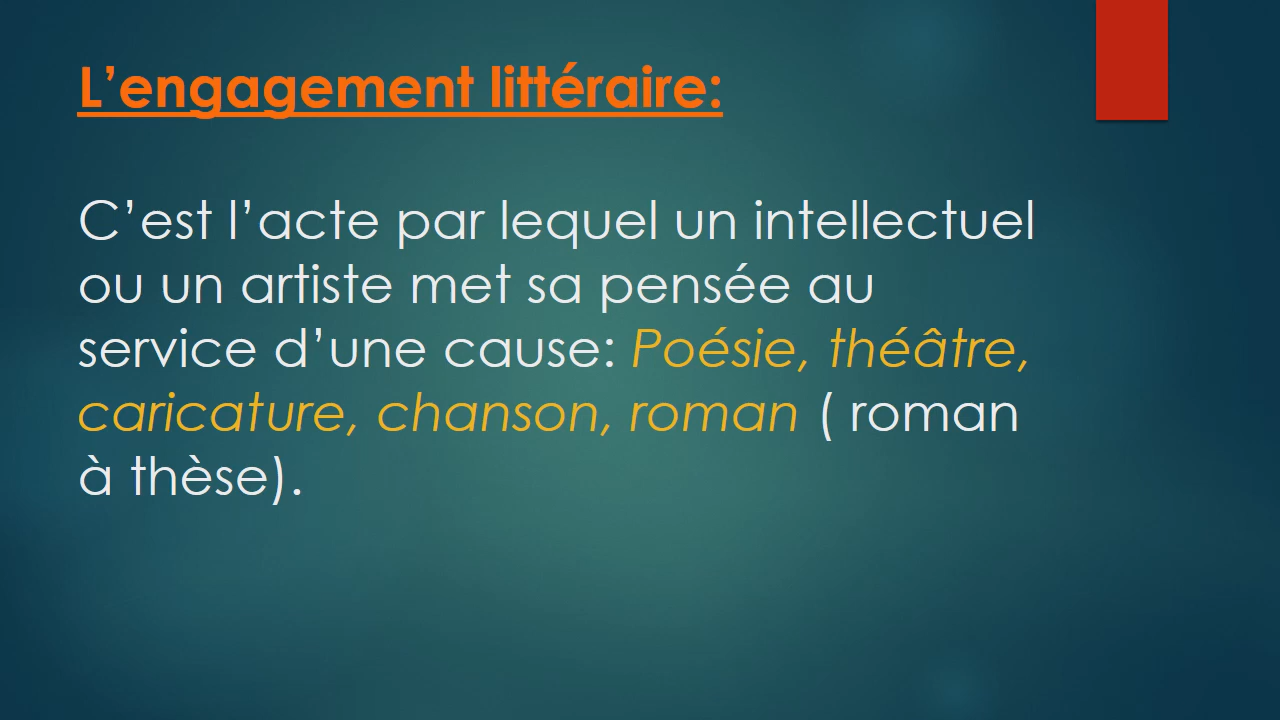 L’engagement littéraire:
C’est l’acte par lequel un intellectuel
ou un artiste met sa pensée au
service d’une cause: Poésie, théâtre,
caricature, chanson, roman ( roman
à thèse).